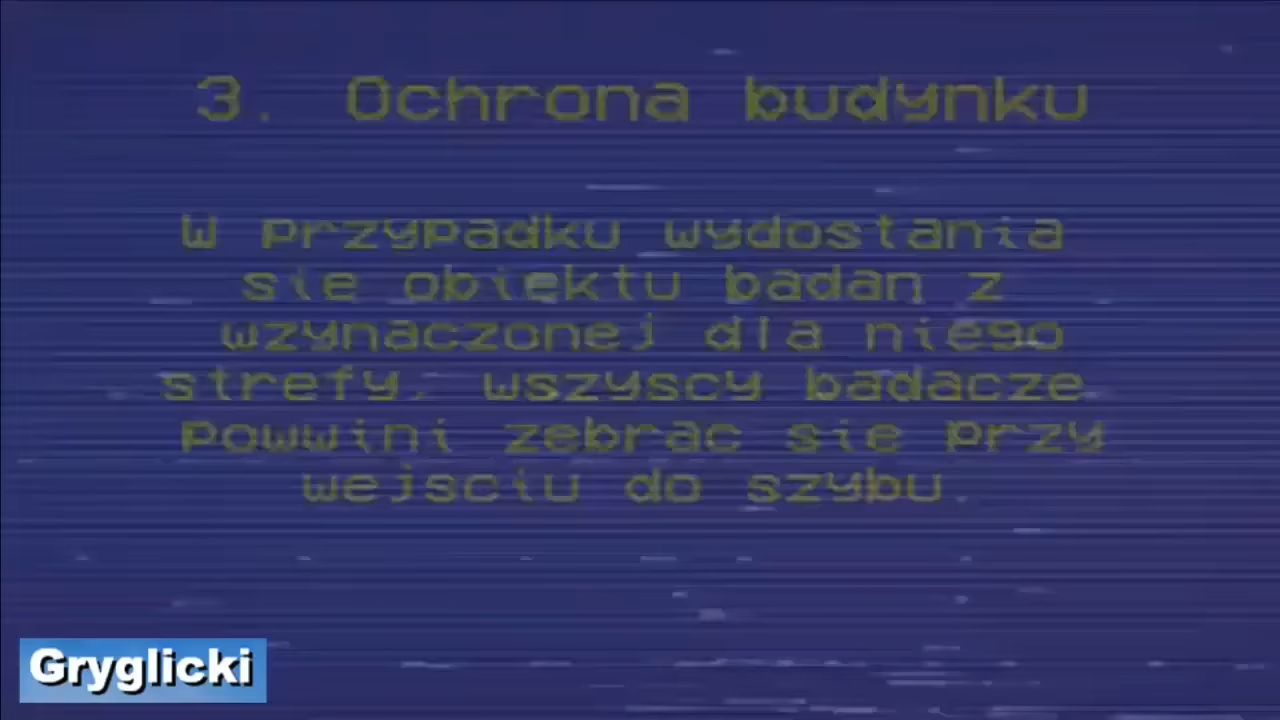 3. Ochrona budynku
W przypadku wydostania
sie obiektu badan z
wzynaczonej dla niego
strefy, wszyscy badacze
powwini zebrac sie przy
wejsciu do szybu.
Gryglicki